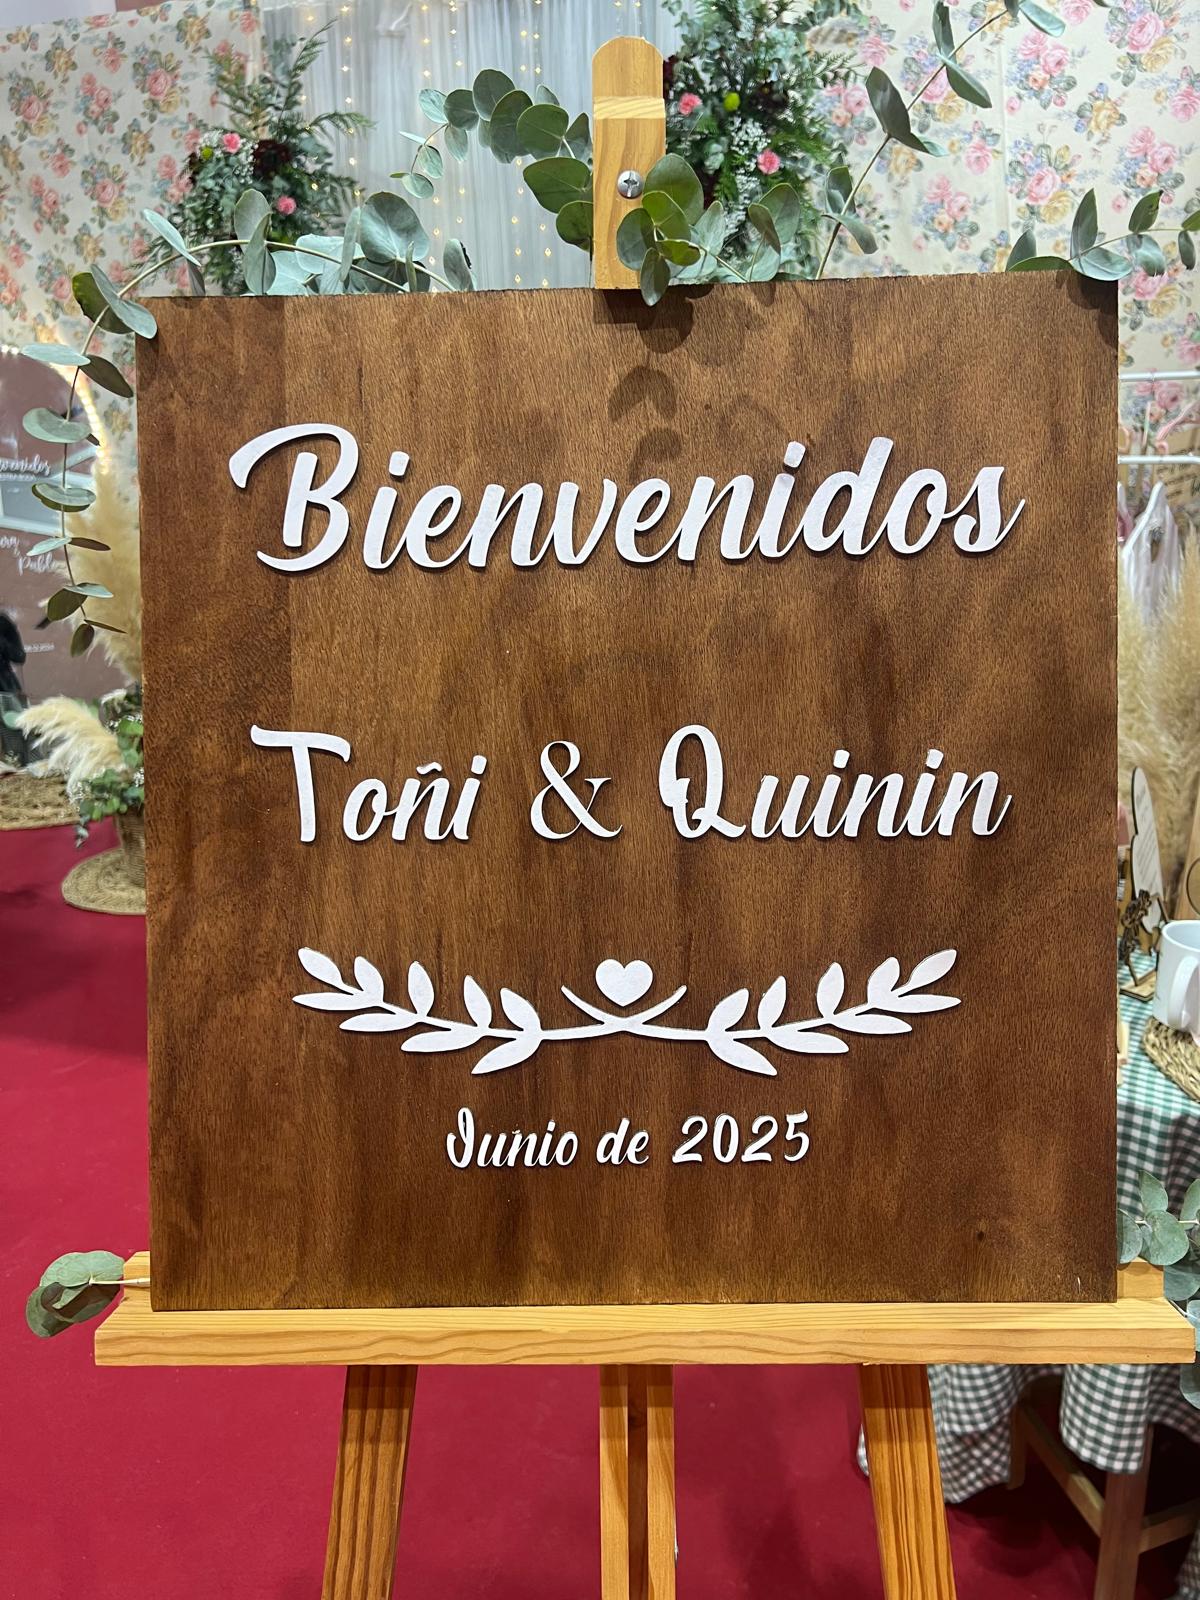 Bienvenidos
Toñi & Quinin
Junio de 2025